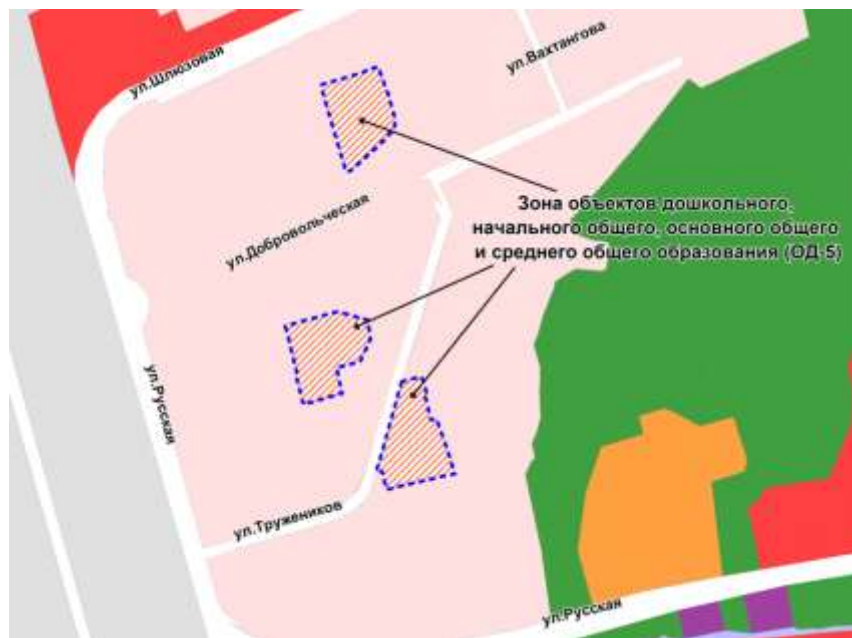 ул.Шлюзовая
ул.Вахтангова
Зона объектов дошкольного,
начального общего, основного общего
и среднего общего образования (ОД-5)
ул.Добровольческая
ул.Русская
ул.Тружеников
ул.Русская